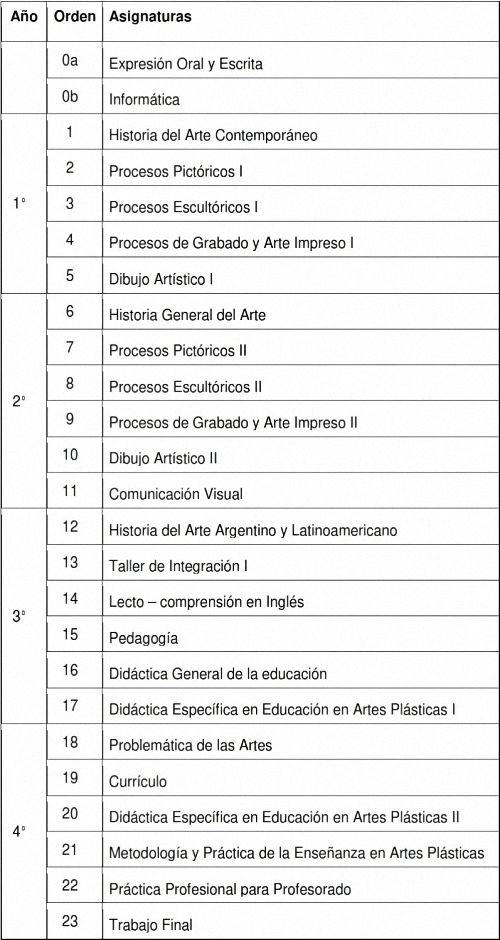 Año Orden Asignaturas
0a Expresión Oral y Escrita
0b Informática
1 Historia del Arte Contemporáneo
2 Procesos Pictóricos I
1º 3 Procesos Escultóricos I
4 Procesos de Grabado y Arte Impreso I
5 Dibujo Artístico I
6 Historia General del Arte
7 Procesos Pictóricos II
8 Procesos Escultóricos II
2º
9 Procesos de Grabado y Arte Impreso II
10 Dibujo Artístico II
11 Comunicación Visual
12 Historia del Arte Argentino y Latinoamericano
13 Taller de Integración I
14 Lecto – comprensión en Inglés
3º
15 Pedagogía
16 Didáctica General de la educación
17 Didáctica Específica en Educación en Artes Plásticas I
18 Problemática de las Artes
19 Currículo
20 Didáctica Específica en Educación en Artes Plásticas II
4º
21 Metodología y Práctica de la Enseñanza en Artes Plásticas
22 Práctica Profesional para Profesorado
23 Trabajo Final